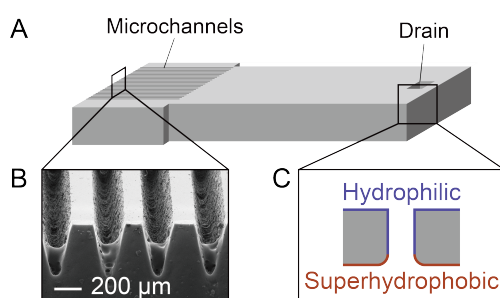 A
Microchannels
Drain
B
200 µm
C
Hydrophilic
Superhydrophobic